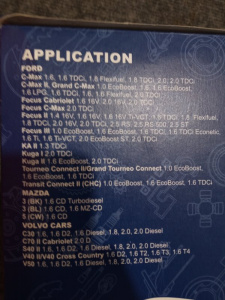 APPLICATION
FORD
C-Max 1.6, 1.6 TDCi, 1.8 Flexifuel, 1.8 TDCi, 2.0, 2.0 TDCi
C-Max II, Grand C-Max 1.0 EcoBoost, 1.6, 1.6 EcoBoost,
1.6 LPG, 1.6 TDCi, 1.6 Ti, 1.6 Flexifuel, 2.0 TDCi
Focus Cabriolet 1.6 16V, 2.0 16V, 2.0 TDCi
Focus C-Max 2.0 TDCi
Focus II 1.4 16V, 1.6, 16V, 1.6 16V Ti-VCT, 1.6 TDCi, 1.8, 1.8 Flexifuel,
1.8 TDCi, 2.0 16V, 2.0 TDCi, 2.5 RS, 2.5 RS 500, 2.5 ST
Focus III 1.0 EcoBoost, 1.6, 1.6 EcoBoost, 1.6 TDCi, 1.6 TDCi Econetic,
1.6 Ti, 1.6 Ti-VCT, 2.0 EcoBoost ST, 2.0 TDCi
KA II 1.3 TDCi
Kuga I 2.0 TDCi
Kuga II 1.6 EcoBoost, 2.0 TDCi
Tourneo Connect II/Grand Tourneo Connect 1.0 EcoBoost,
1.6 EcoBoost, 1.6 TDCi
Transit Connect II (CHC) 1.0 EcoBoost, 1.6 EcoBoost, 1.6 TDCi
MAZDA
3 (BK) 1.6 CD Turbodiesel
3 (BL) 1.6 CD, 1.6 MZ-CD
5 (CW) 1.6 CD
VOLVO CARS
C30 1.6, 1.6 D2, 1.6 Diesel, 1.8, 2.0, 2.0 Diesel
C70 II Cabriolet 2.0 D
S40 II 1.6, 1.6 D2, 1.6 Diesel, 1.8, 2.0, 2.0 Diesel
V40 II/V40 Cross Country 1.6 D2, 1.6 T2, 1.6 T3, 1.6 T4
V50 1.6, 1.6 D2, 1.6 Diesel, 1.8, 2.0, 2.0 Diesel